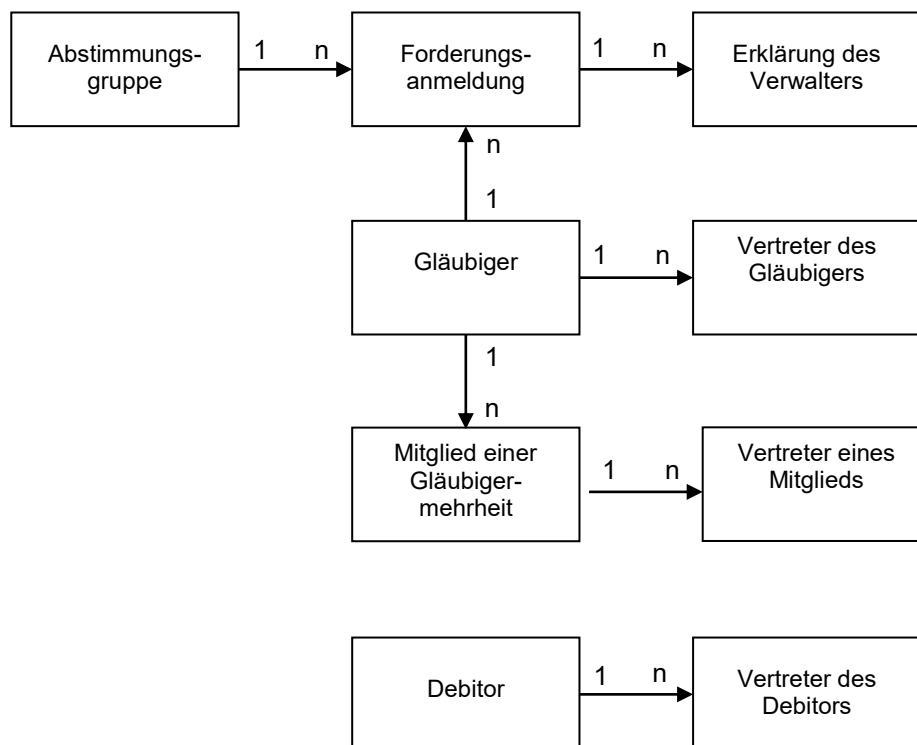 Abstimmungs-
gruppe
1 n
Forderungs-
anmeldung
1 n
Erklärung des
Verwalters
n
1
Gläubiger
1 n
Vertreter des
Gläubigers
1
n
Mitglied einer
Gläubiger-
mehrheit
1 n
Vertreter eines
Mitglieds
Debitor
1 n
Vertreter des
Debitors